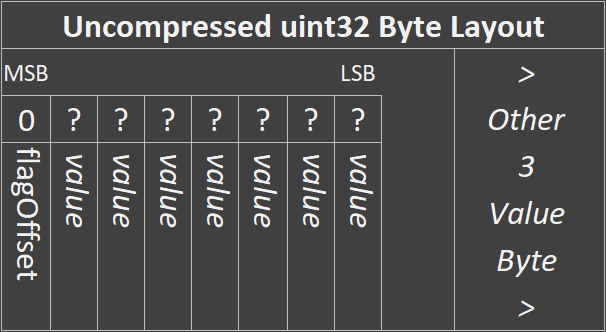 Uncompressed uint32 Byte Layout
MSB LSB
0 ? ? ? ? ? ? ?
flagOffset value value value value value value value
>
Other
3
Value
Byte
>